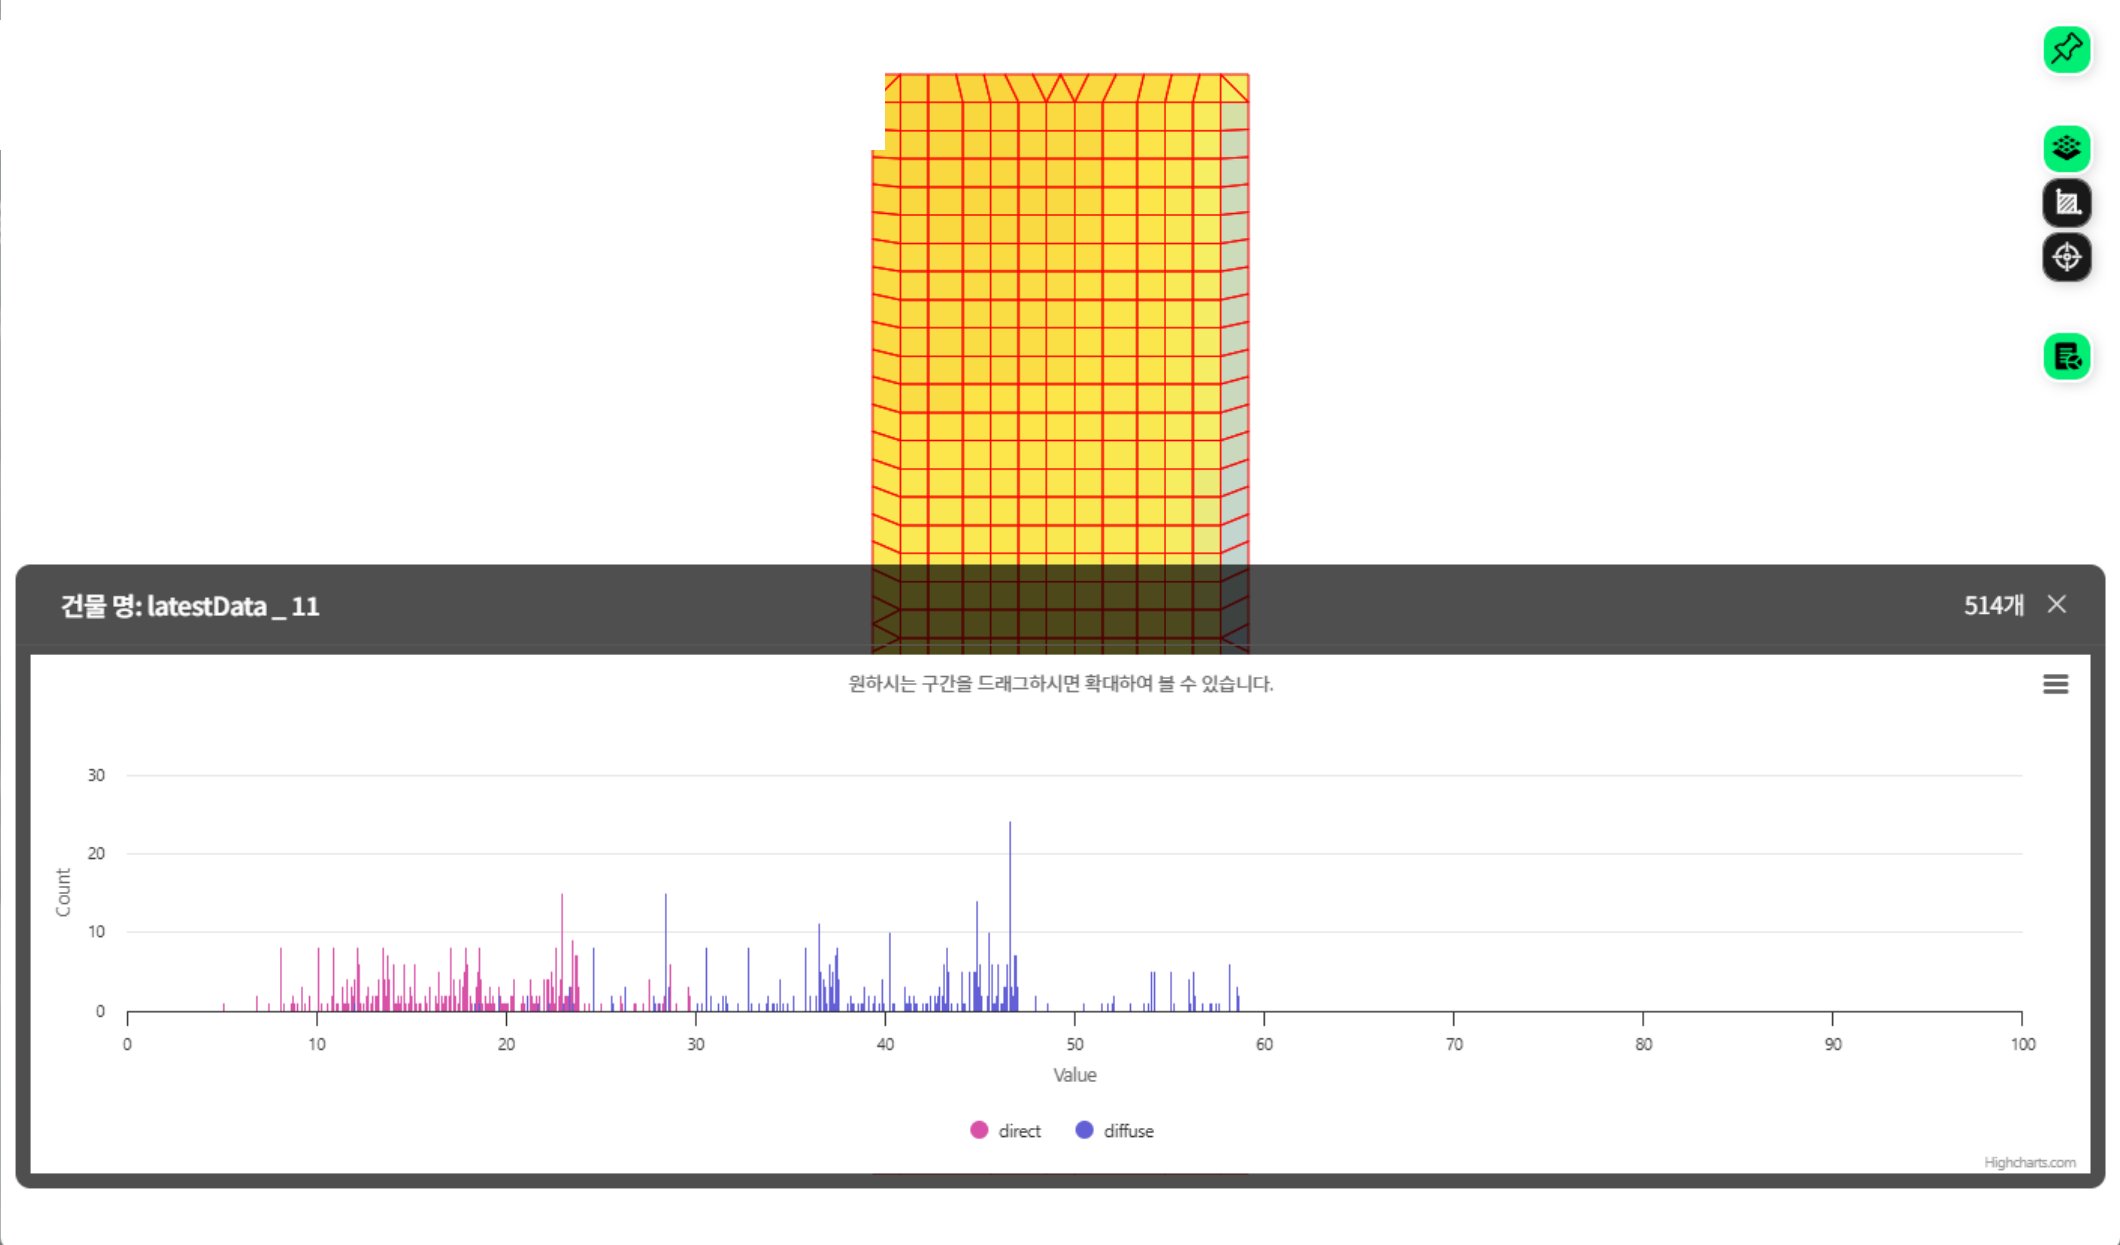 건물 명: latestData _ 11
514개
원하시는 구간을 드래그하시면 확대하여 볼 수 있습니다.
30
20
10
0
Count
0 10 20 30 40 50 60 70 80 90 100
Value
direct diffuse
Highcharts.com